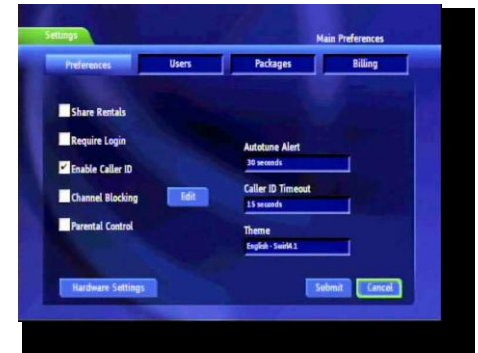 Settings
Main Preferences
Preferences Users Packages Billing
Share Rentals
Require Login
Enable Caller ID
Channel Blocking Edit
Parental Control
Autotune Alert
30 seconds
Caller ID Timeout
15 seconds
Theme
English - Swirl4.1
Hardware Settings Submit Cancel